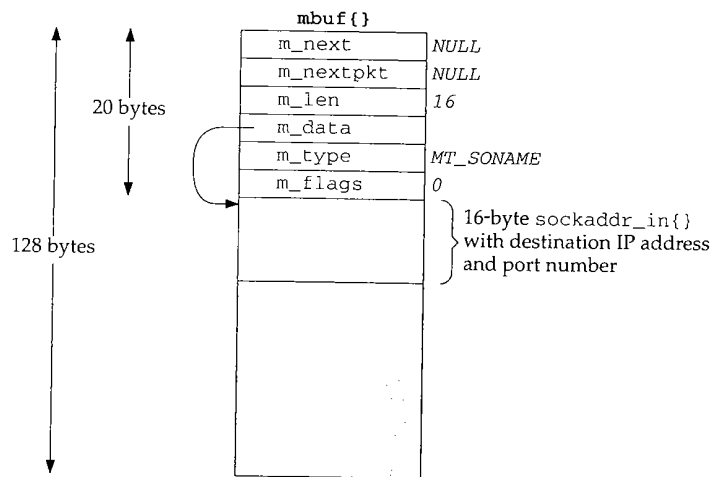 mbuf{}
m_next NULL
m_nextpkt NULL
m_len 16
20 bytes
m_data
m_type MT_SONAME
m_flags 0
16-byte sockaddr_in{}
with destination IP address
and port number
128 bytes